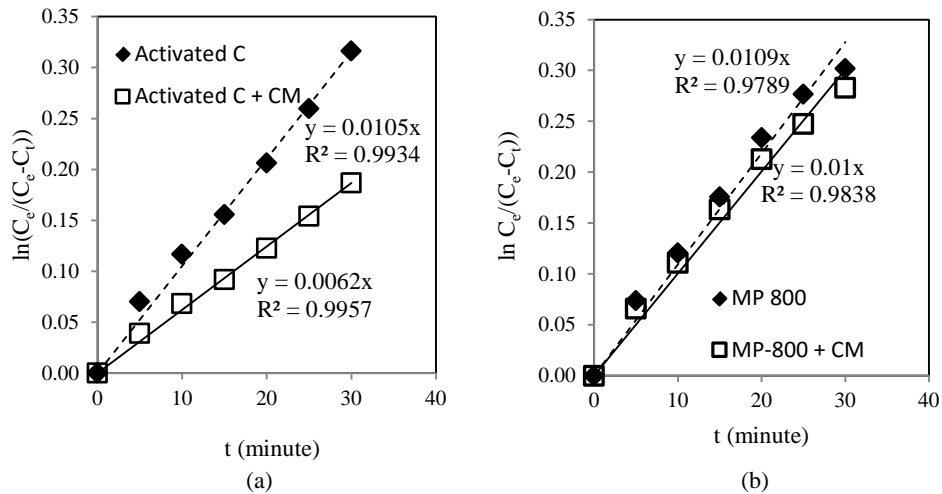 0.35
0.30
0.25
0.20
0.15
0.10
0.05
0.00
ln(Cₑ/(Cₑ-Cₜ))
Activated C
Activated C + CM
y = 0.0105x
R² = 0.9934
y = 0.0062x
R² = 0.9957
0 10 20 30 40
t (minute)
(a)
0.35
0.30
0.25
0.20
0.15
0.10
0.05
0.00
ln Cₑ/(Cₑ-Cₜ))
y = 0.0109x
R² = 0.9789
y = 0.01x
R² = 0.9838
MP 800
MP-800 + CM
0 10 20 30 40
t (minute)
(b)